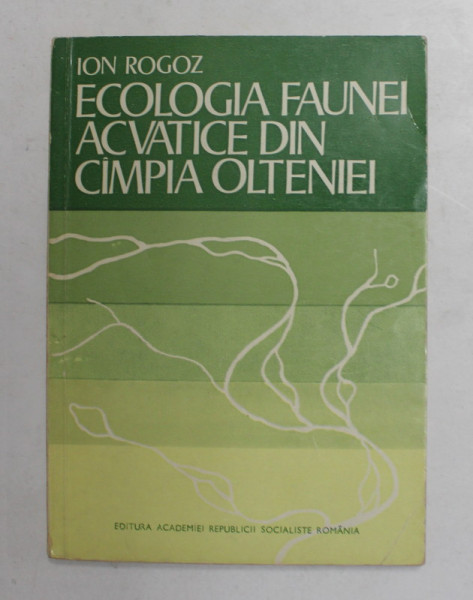 ION ROGOZ
ECOLOGIA FAUNEI
ACVATICE DIN
CÎMPIA OLTENIEI
EDITURA ACADEMIEI REPUBLICII SOCIALISTE ROMÂNIA